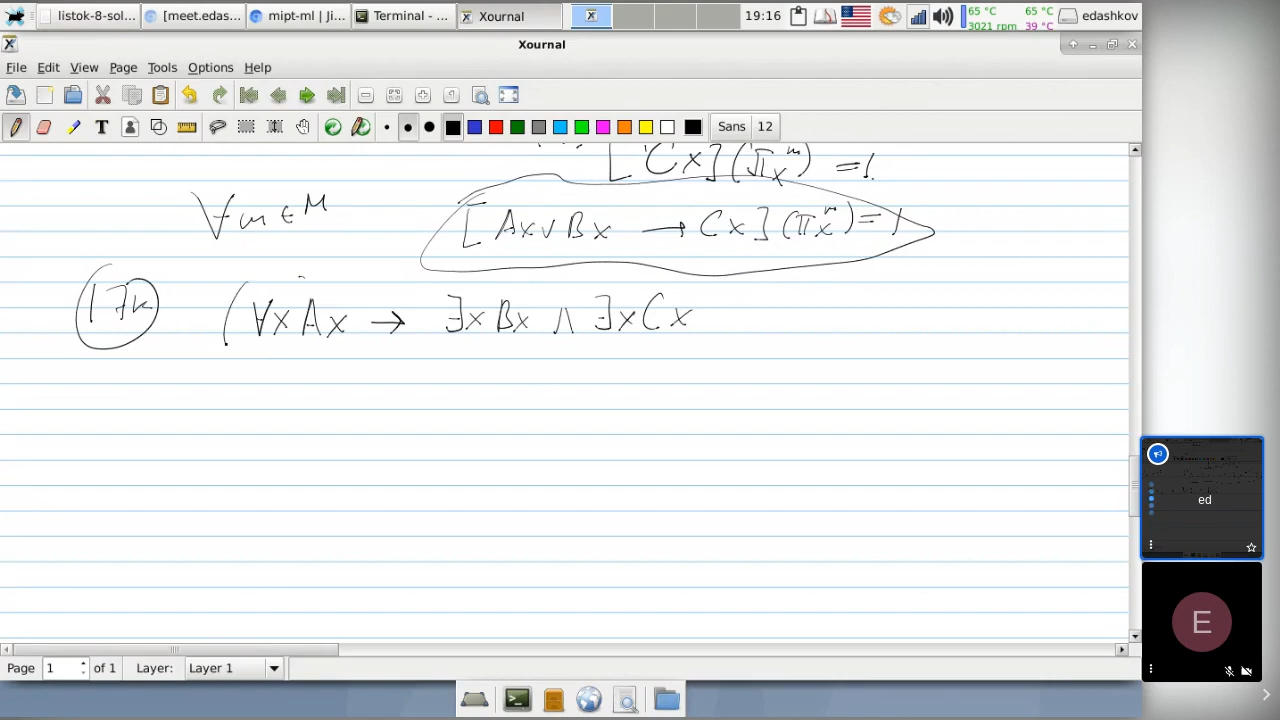 listok-8-sol... [meet.edas... mipt-ml | Ji... Terminal - ... Xournal 19:16 65 °C 3021 rpm 65 °C 39 °C edashkov
Xournal
File Edit View Page Tools Options Help
Sans 12
[ Cx ] (π_x^m) = 1
∀m ∈ M [ Ax ∨ Bx → Cx ] (π_x^m) = 1
17к (∀x Ax → ∃x Bx ∧ ∃x Cx
ed
E
Page 1 of 1 Layer: Layer 1